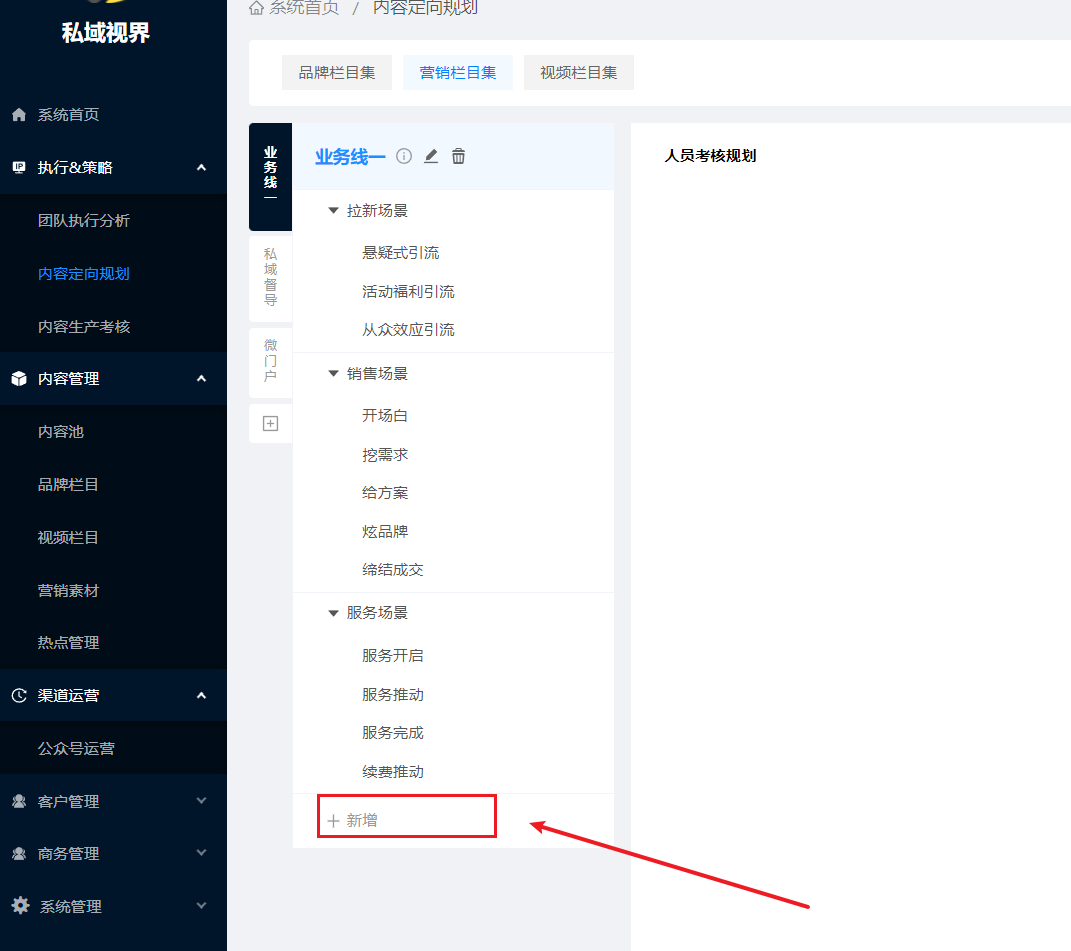 私域视界
系统首页
执行&策略
团队执行分析
内容定向规划
内容生产考核
内容管理
内容池
品牌栏目
视频栏目
营销素材
热点管理
渠道运营
公众号运营
客户管理
商务管理
系统管理
系统首页 / 内容定向规划
品牌栏目集 营销栏目集 视频栏目集
业务线一
私域督导
微门户
业务线一
拉新场景
悬疑式引流
活动福利引流
从众效应引流
销售场景
开场白
挖需求
给方案
炫品牌
缔结成交
服务场景
服务开启
服务推动
服务完成
续费推动
新增
人员考核规划